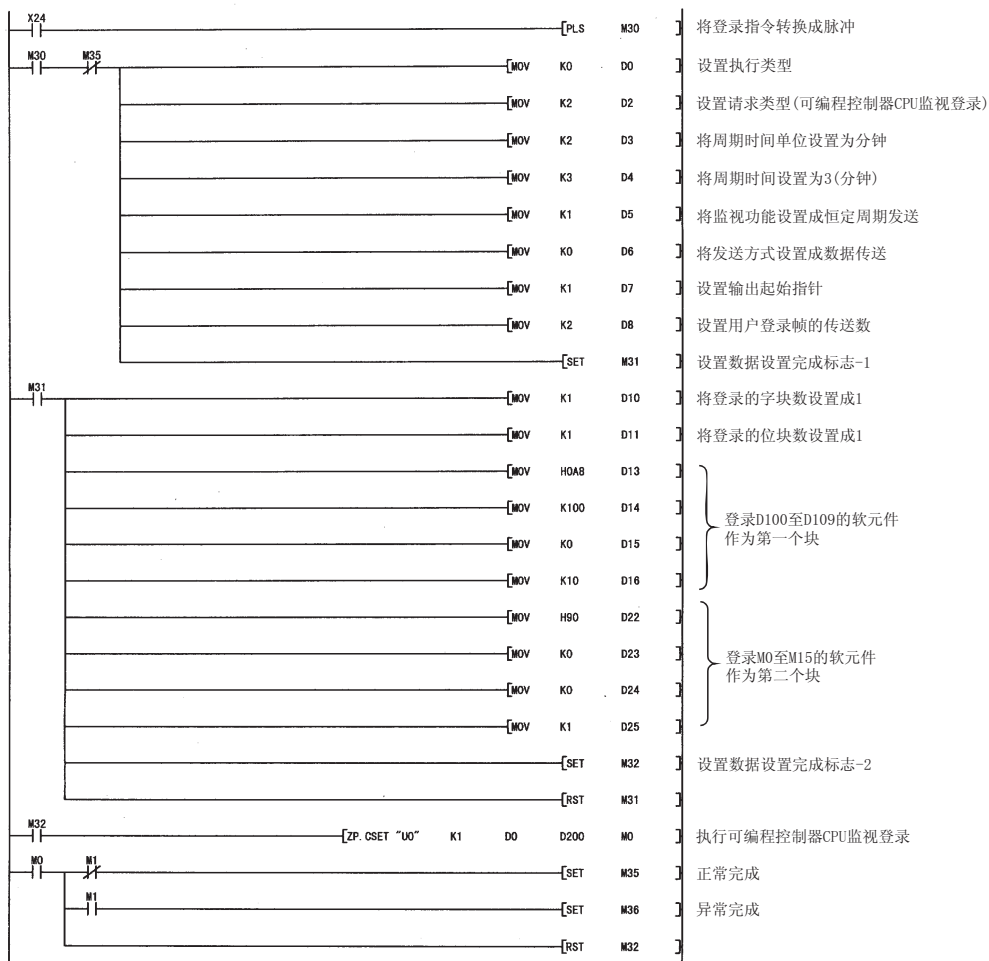 X24
[PLS M30 ] 将登录指令转换成脉冲
M30 M35
[MOV K0 D0 ] 设置执行类型
[MOV K2 D2 ] 设置请求类型(可编程控制器CPU监视登录)
[MOV K2 D3 ] 将周期时间单位设置为分钟
[MOV K3 D4 ] 将周期时间设置为3(分钟)
[MOV K1 D5 ] 将监视功能设置成恒定周期发送
[MOV K0 D6 ] 将发送方式设置成数据传送
[MOV K1 D7 ] 设置输出起始指针
[MOV K2 D8 ] 设置用户登录帧的传送数
[SET M31 ] 设置数据设置完成标志-1
M31
[MOV K1 D10 ] 将登录的字块数设置成1
[MOV K1 D11 ] 将登录的位块数设置成1
[MOV H0A8 D13 ]
[MOV K100 D14 ]
登录D100至D109的软元件
作为第一个块
[MOV K0 D15 ]
[MOV K10 D16 ]
[MOV H90 D22 ]
[MOV K0 D23 ]
登录M0至M15的软元件
作为第二个块
[MOV K0 D24 ]
[MOV K1 D25 ]
[SET M32 ] 设置数据设置完成标志-2
[RST M31 ]
M32
[ZP.CSET "U0" K1 D0 D200 M0 ] 执行可编程控制器CPU监视登录
M0 M1
[SET M35 ] 正常完成
M1
[SET M36 ] 异常完成
[RST M32 ]